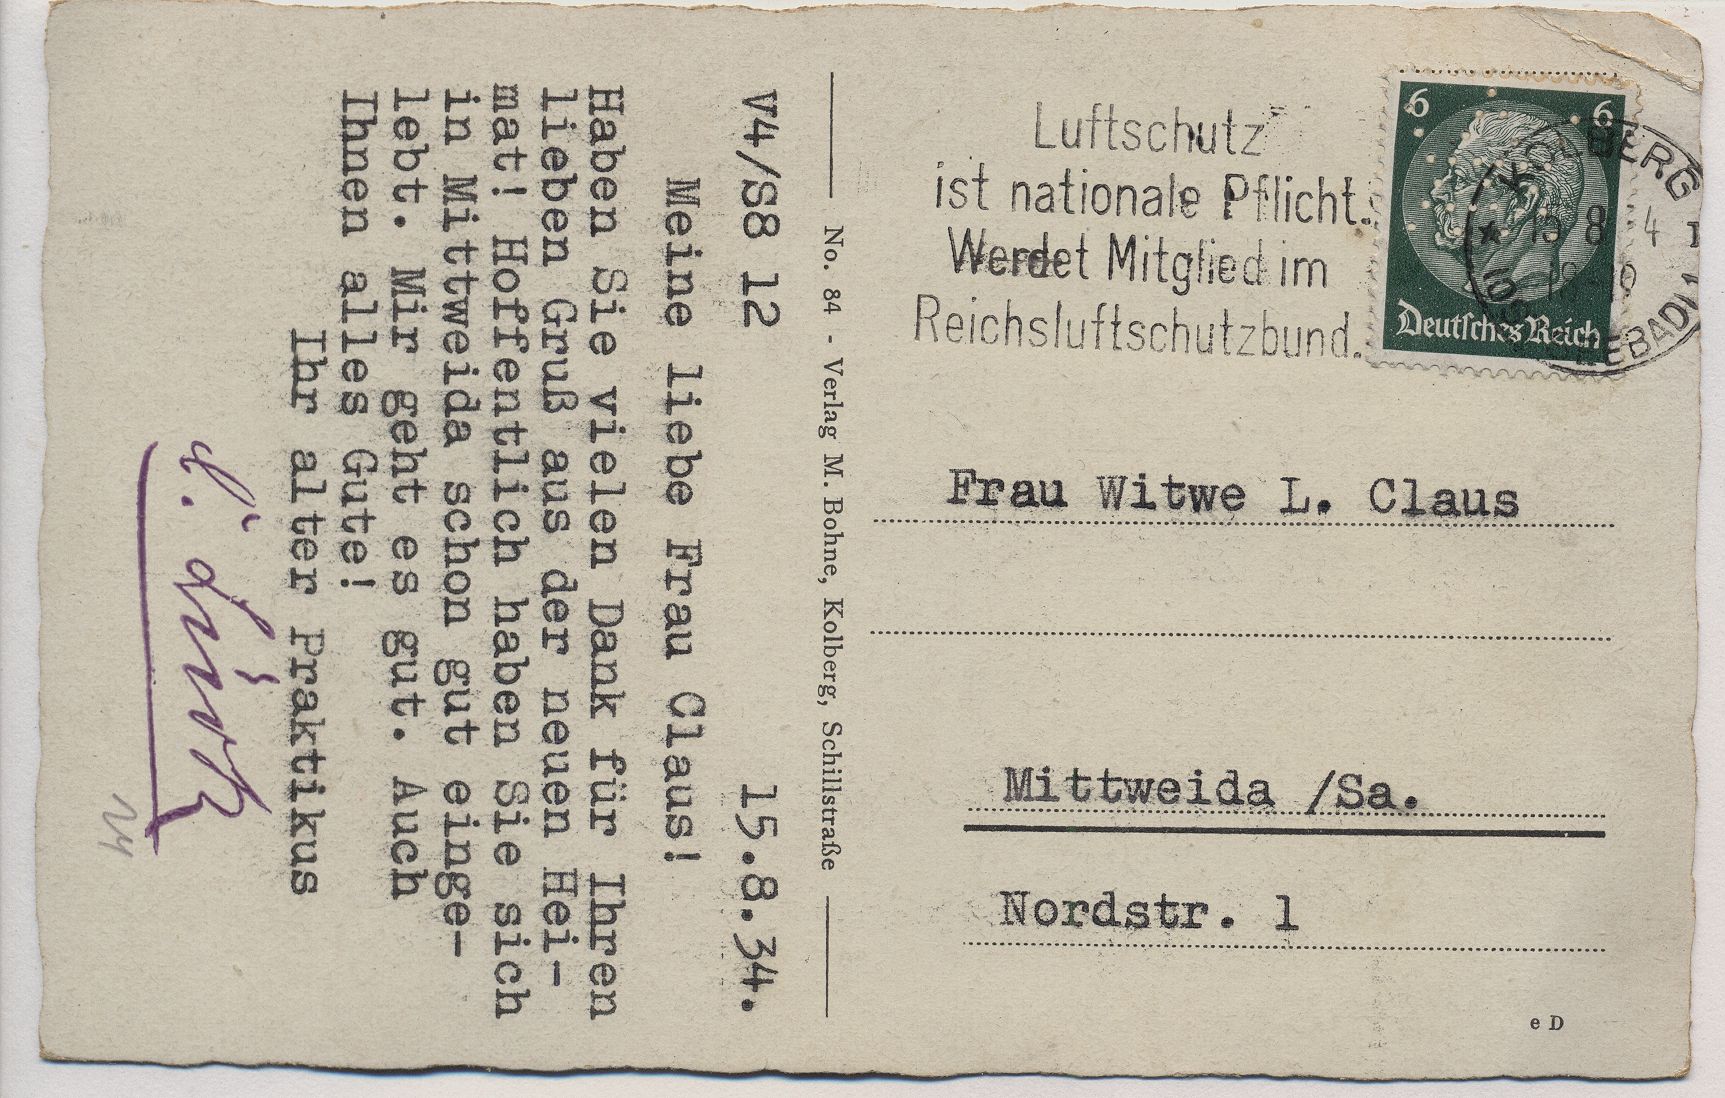 V4/S8 12 15.8.34.
Meine liebe Frau Claus!
Haben Sie vielen Dank für Ihren
lieben Gruß aus der neuen Hei-
mat! Hoffentlich haben Sie sich
in Mittweida schon gut einge-
lebt. Mir geht es gut. Auch
Ihnen alles Gute!
Ihr alter Praktikus
No. 84 - Verlag M. Bohne, Kolberg, Schillstraße
Luftschutz
ist nationale Pflicht.
Werdet Mitglied im
Reichsluftschutzbund.
6 6
Deutsches Reich
Frau Witwe L. Claus
Mittweida /Sa.
Nordstr. 1
e D